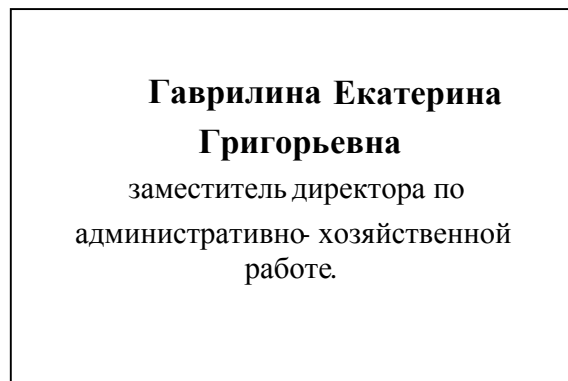 Гаврилина Екатерина
Григорьевна
заместитель директора по
административно- хозяйственной
работе.